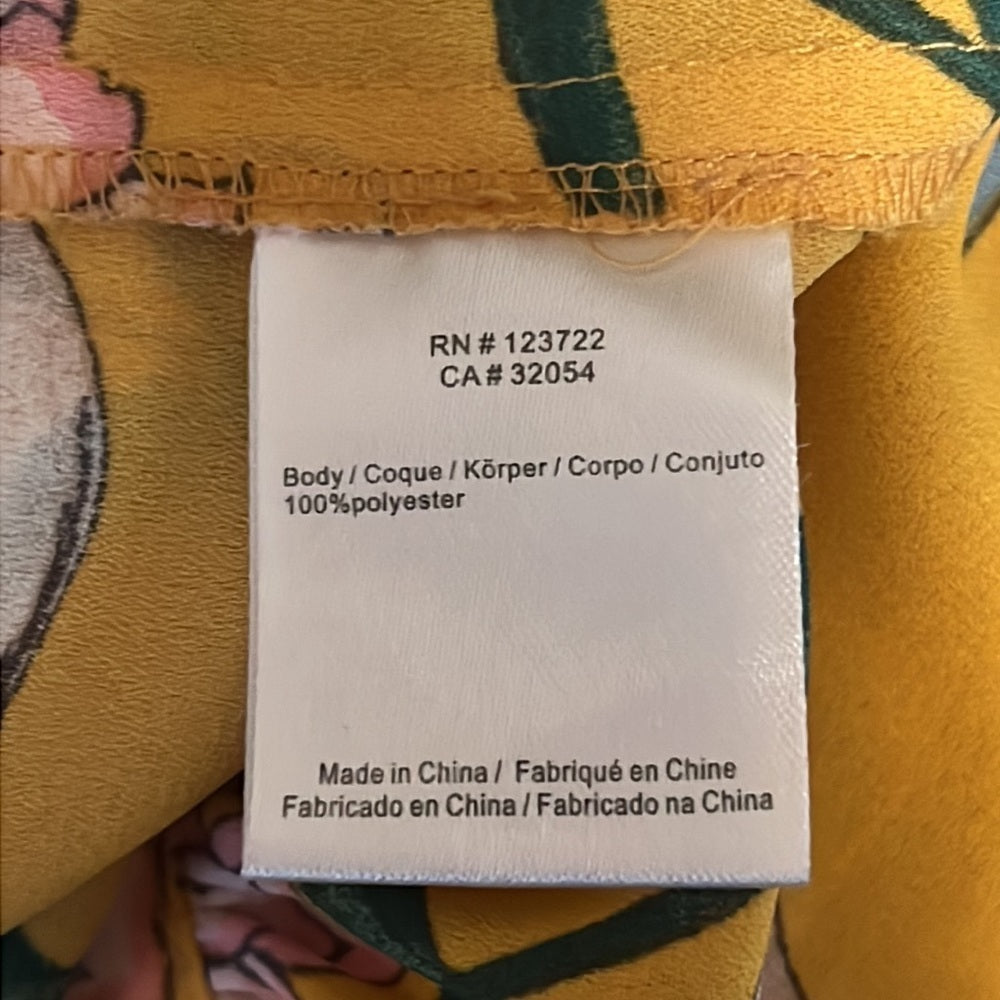 RN # 123722
CA # 32054
Body / Coque / Körper / Corpo / Conjuto
100%polyester
Made in China / Fabriqué en Chine
Fabricado en China / Fabricado na China